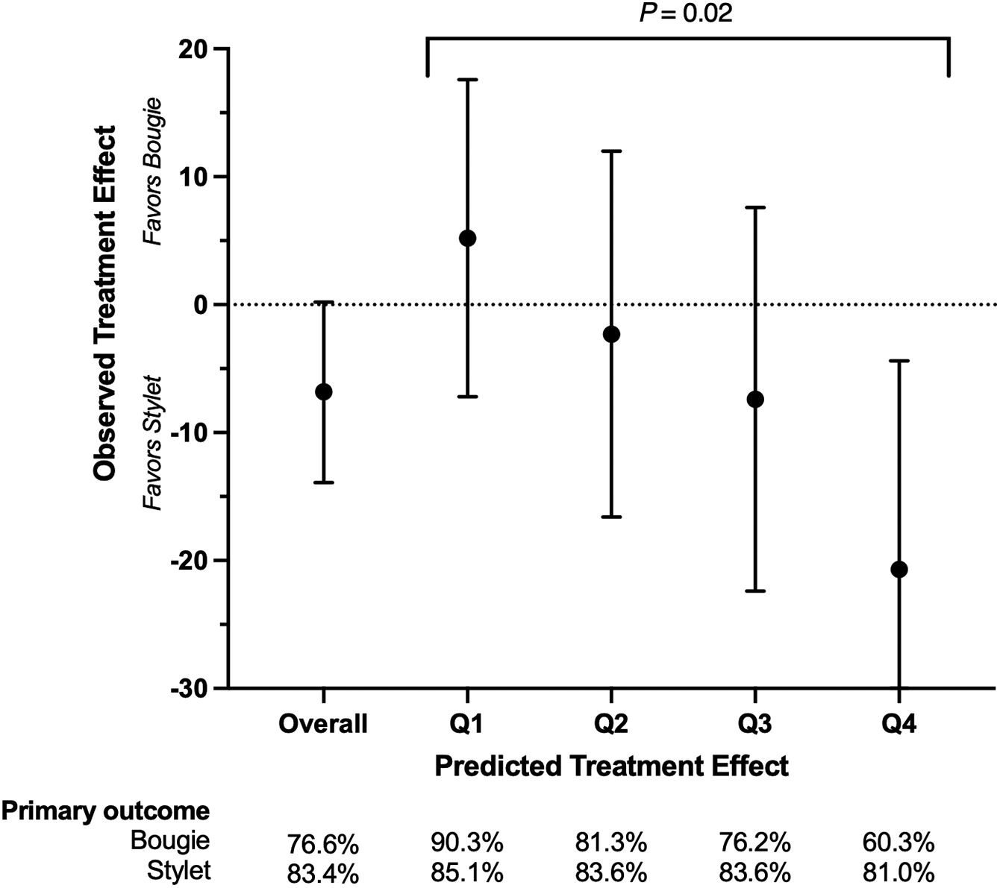 P = 0.02
Observed Treatment Effect
Favors Bougie
Favors Stylet
20
10
0
-10
-20
-30
Overall Q1 Q2 Q3 Q4
Predicted Treatment Effect
Primary outcome
Bougie 76.6% 90.3% 81.3% 76.2% 60.3%
Stylet 83.4% 85.1% 83.6% 83.6% 81.0%